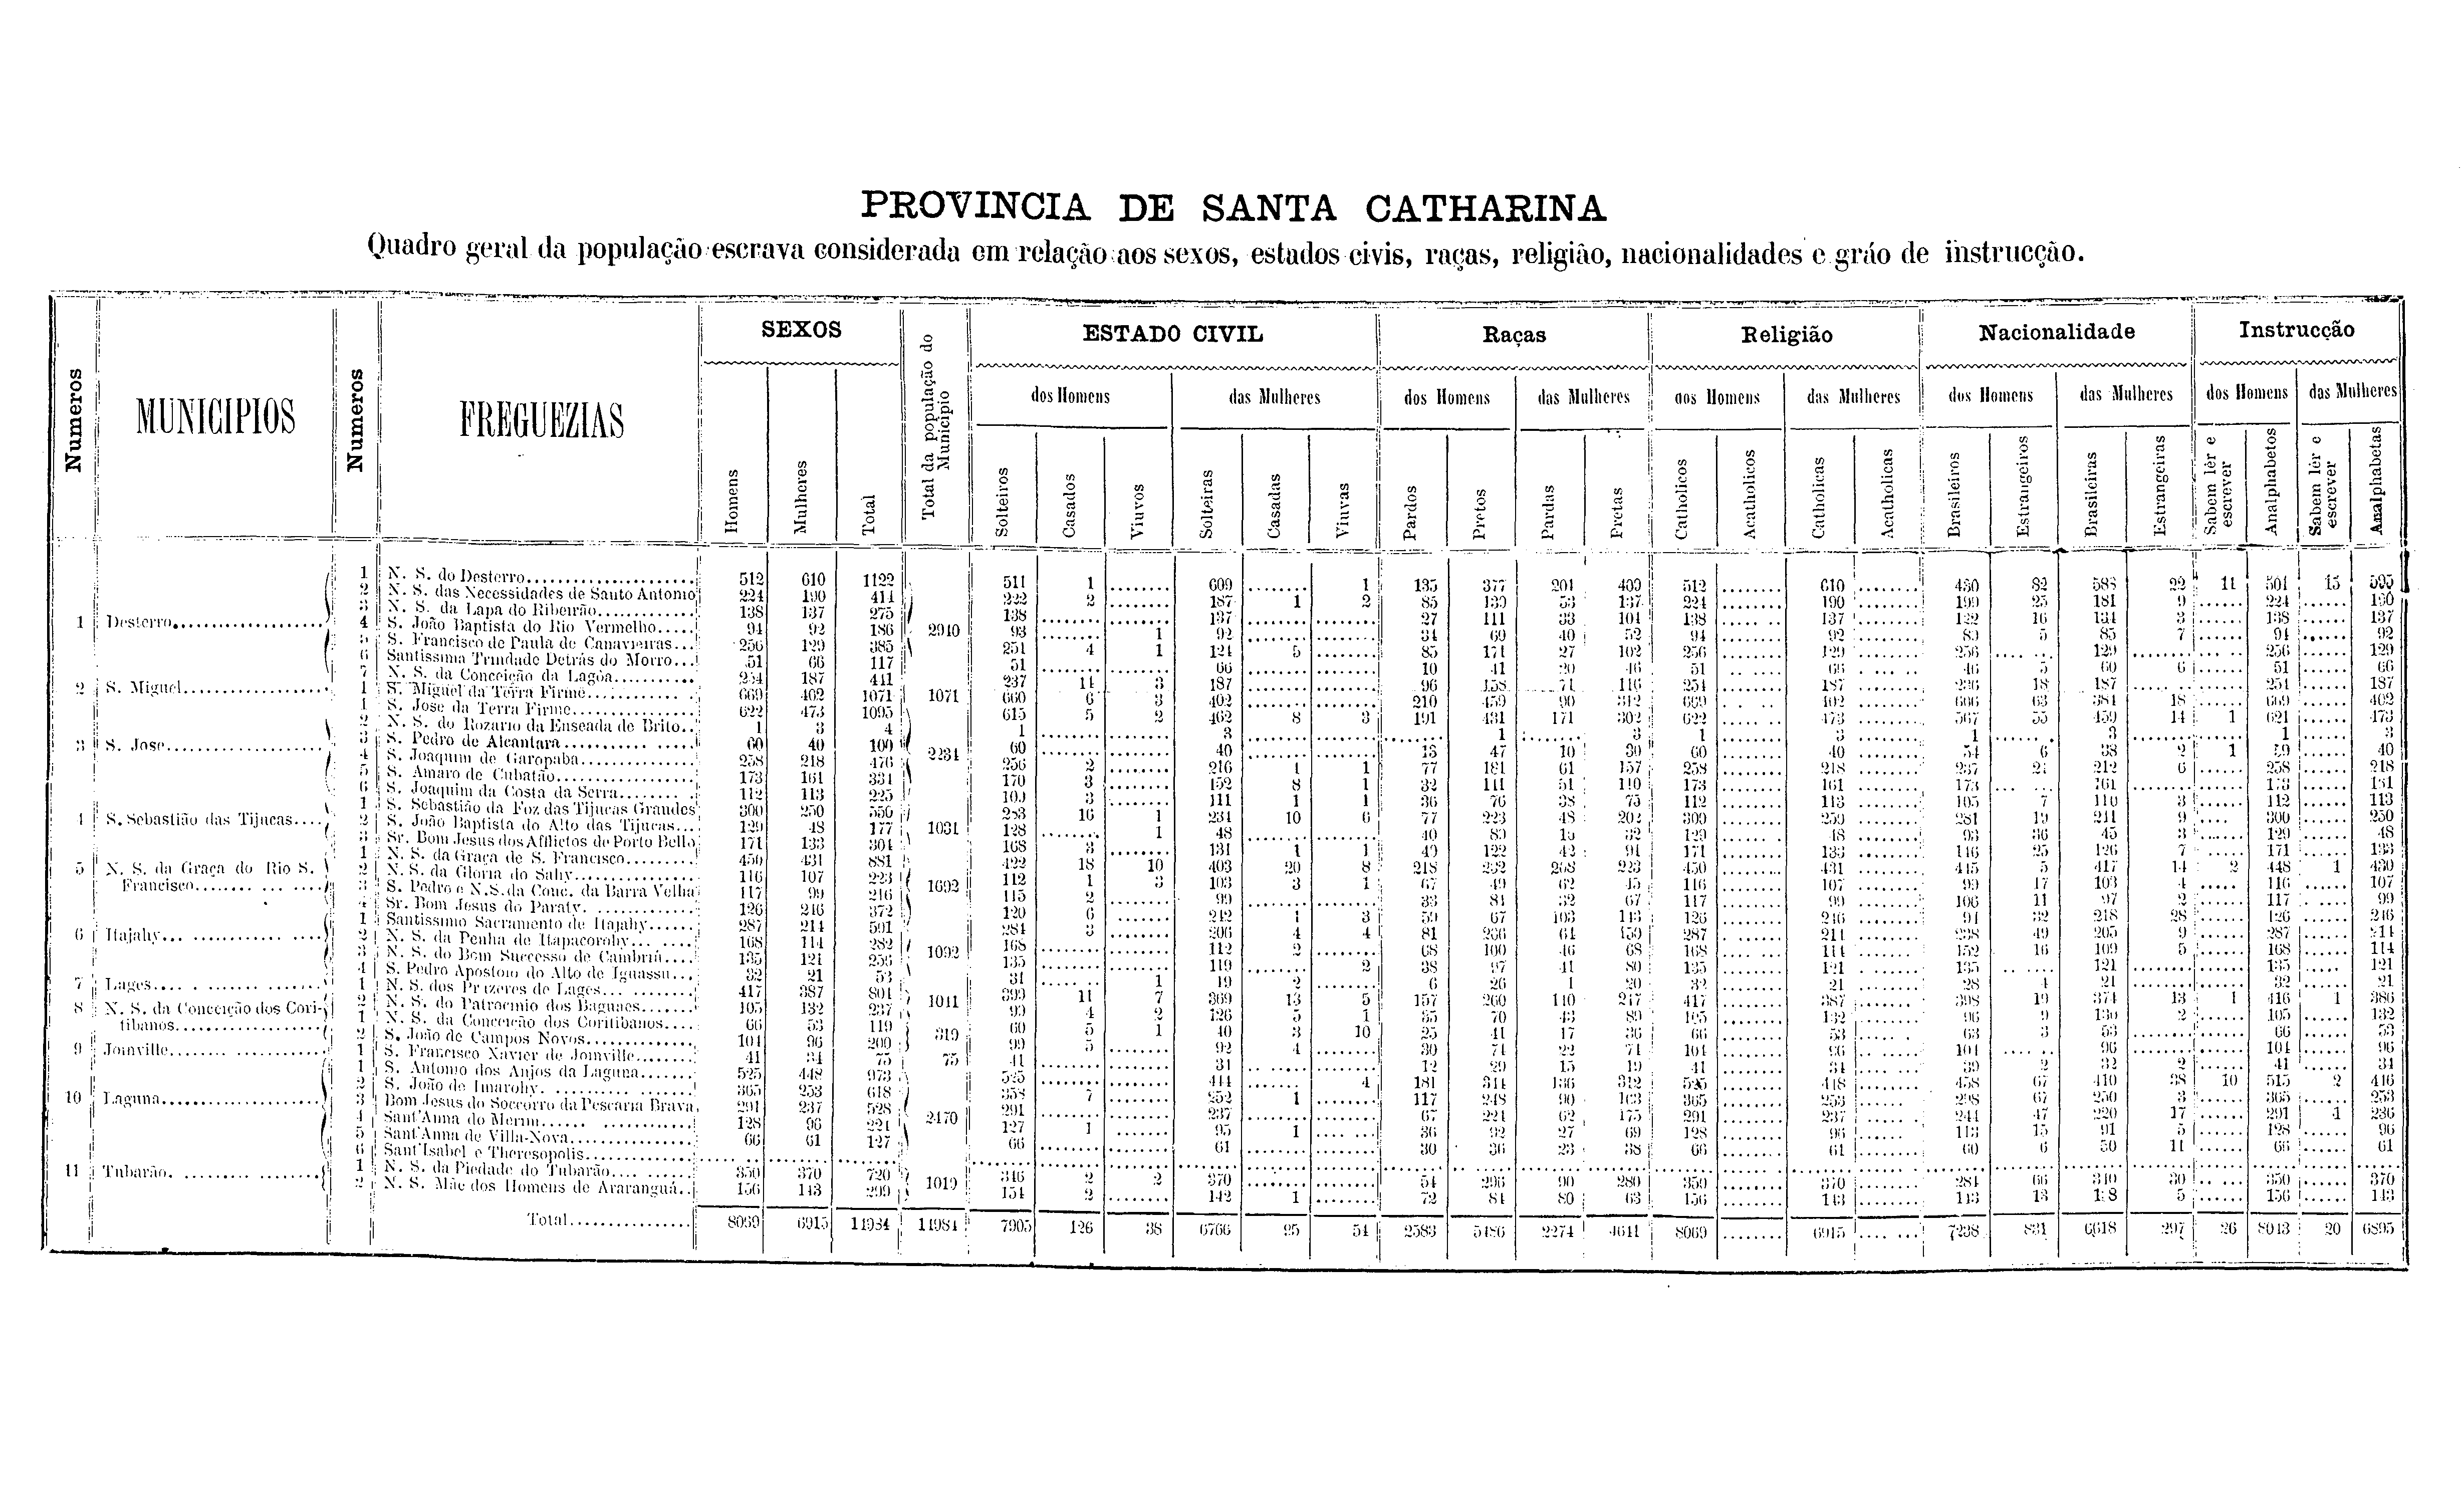 PROVINCIA DE SANTA CATHARINA
Quadro geral da população escrava considerada em relação aos sexos, estados civis, raças, religião, nacionalidades e gráo de instrucção.
Numeros
MUNICIPIOS
Numeros
FREGUEZIAS
SEXOS
Homens
Mulheres
Total
Total da população do Municipio
ESTADO CIVIL
dos Homens
Solteiros
Casados
Viuvos
das Mulheres
Solteiras
Casadas
Viuvas
Raças
dos Homens
Pardos
Pretos
das Mulheres
Pardas
Pretas
Religião
dos Homens
Catholicos
Acatholicos
das Mulheres
Catholicas
Acatholicas
Nacionalidade
dos Homens
Brasileiros
Estrangeiros
das Mulheres
Brasileiras
Estrangeiras
Instrucção
dos Homens
Sabem lêr e escrever
Analphabetos
das Mulheres
Sabem lêr e escrever
Analphabetas
1 Desterro
1 N. S. do Desterro 512 610 1122 511 1 609 1 135 377 201 409 512 610 430 82 588 22 11 501 15 595
2 N. S. das Necessidades de Santo Antonio 224 190 414 222 2 187 1 2 85 139 53 137 224 190 199 25 181 9 224 190
3 N. S. da Lapa do Ribeirão 138 137 275 138 137 27 111 33 104 138 137 122 16 134 3 138 137
4 S. João Baptista do Rio Vermelho 94 92 186 2940 93 1 92 34 60 40 52 94 92 89 5 85 7 94 92
5 S. Francisco de Paula de Canavieiras 256 129 385 251 4 1 124 5 85 171 27 102 256 129 256 129 256 129
6 Santissima Trindade Detrás do Morro 51 66 117 51 66 10 41 20 46 51 66 46 5 60 6 51 66
7 N. S. da Conceição da Lagôa 254 187 441 237 14 3 187 96 158 71 116 254 187 236 18 187 254 187
2 S. Miguel
1 S. Miguel da Terra Firme 669 402 1071 1071 660 6 3 402 210 459 90 312 669 402 606 63 384 18 669 402
3 S. José
1 S. José da Terra Firme 622 473 1095 615 5 2 462 8 3 191 431 171 302 622 473 567 55 459 14 1 621 473
2 N. S. do Rozario da Enseada de Brito 1 3 4 1 3 1 3 1 3 1 3 1 3
3 S. Pedro de Alcantara 60 40 100 2231 60 40 13 47 10 30 60 40 54 6 38 2 1 59 40
4 S. Joaquim de Garopaba 258 218 476 256 2 216 1 1 77 181 61 157 258 218 237 21 212 6 258 218
5 S. Amaro de Cubatão 173 161 334 170 3 152 8 1 32 141 51 110 173 161 173 161 173 161
6 S. Joaquim da Costa da Serra 112 113 225 109 3 111 1 1 36 76 38 75 112 113 105 7 110 3 112 113
4 S. Sebastião das Tijucas
1 S. Sebastião da Foz das Tijucas Grandes 300 250 550 283 16 1 234 10 6 77 223 48 202 300 250 281 19 241 9 300 250
2 S. João Baptista do Alto das Tijucas 129 48 177 1031 128 1 48 40 89 16 32 129 48 93 36 45 3 129 48
3 Sr. Bom Jesus dos Afflictos de Porto Bello 171 133 304 168 3 131 1 1 49 122 42 91 171 133 146 25 126 7 171 133
5 N. S. da Graça do Rio S. Francisco
1 N. S. da Graça de S. Francisco 450 431 881 422 18 10 403 20 8 218 232 208 223 450 431 445 5 417 14 2 448 1 430
2 N. S. da Gloria do Sahy 116 107 223 1692 112 1 3 103 3 1 67 49 62 45 116 107 99 17 103 4 116 107
3 S. Pedro e N.S. da Conc. da Barra Velha 117 99 216 115 2 99 33 84 32 67 117 99 106 11 97 2 117 99
4 Sr. Bom Jesus do Paraty 126 246 372 120 6 242 1 3 59 67 103 143 126 246 94 32 218 28 126 246
6 Itajahy
1 Santissimo Sacramento de Itajahy 287 214 501 284 3 206 4 4 81 206 64 150 287 214 238 49 205 9 287 214
2 N. S. da Penha de Itapacorohy 168 114 282 1092 168 112 2 68 100 46 68 168 114 152 16 109 5 168 114
3 N. S. do Bom Successo de Cambriú 135 121 256 135 119 2 38 97 41 80 135 121 135 121 135 121
4 S. Pedro Apostolo do Alto de Iguassu 32 21 53 31 1 19 2 6 26 1 20 32 21 28 4 21 32 21
7 Lages
1 N. S. dos Prazeres de Lages 417 387 804 1041 399 11 7 369 13 5 157 260 140 247 417 387 398 19 374 13 1 416 1 386
2 N. S. do Patrocinio dos Baguaes 105 132 237 99 4 2 126 5 1 35 70 43 89 105 132 96 9 130 2 105 132
8 N. S. da Conceição dos Coritibanos
1 N. S. da Conceição dos Coritibanos 66 53 119 319 60 5 1 40 3 10 25 41 17 36 66 53 63 3 53 66 53
2 S. João de Campos Novos 104 96 200 99 5 92 4 30 74 22 74 104 96 104 96 104 96
9 Joinville
1 S. Francisco Xavier de Joinville 41 34 75 75 41 34 12 29 15 19 41 34 39 2 32 2 41 34
10 Laguna
1 S. Antonio dos Anjos da Laguna 525 448 973 525 444 4 181 344 136 312 525 448 458 67 410 38 10 515 2 446
2 S. João de Imarohy 365 253 618 358 7 252 1 117 248 90 163 365 253 298 67 250 3 365 253
3 Bom Jesus do Soccorro da Pescaria Brava 291 237 528 2470 291 237 67 224 62 175 291 237 244 47 220 17 291 1 236
4 Sant'Anna do Merim 128 96 224 127 1 95 1 36 92 27 69 128 96 113 15 91 5 128 96
5 Sant'Anna de Villa-Nova 66 61 127 66 61 30 36 23 38 66 61 60 6 50 11 66 61
6 Sant'Isabel e Theresopolis
11 Tubarão
1 N. S. da Piedade do Tubarão 350 370 720 1019 346 2 2 370 54 296 90 280 350 370 284 66 340 30 350 370
2 N. S. Mãe dos Homens de Araranguá 156 143 299 154 2 142 1 72 84 80 63 156 143 143 13 138 5 156 143
Total 8069 6915 14984 14984 7905 126 38 6766 95 54 2583 5486 2274 4641 8069 6915 7238 831 6618 297 26 8043 20 6895